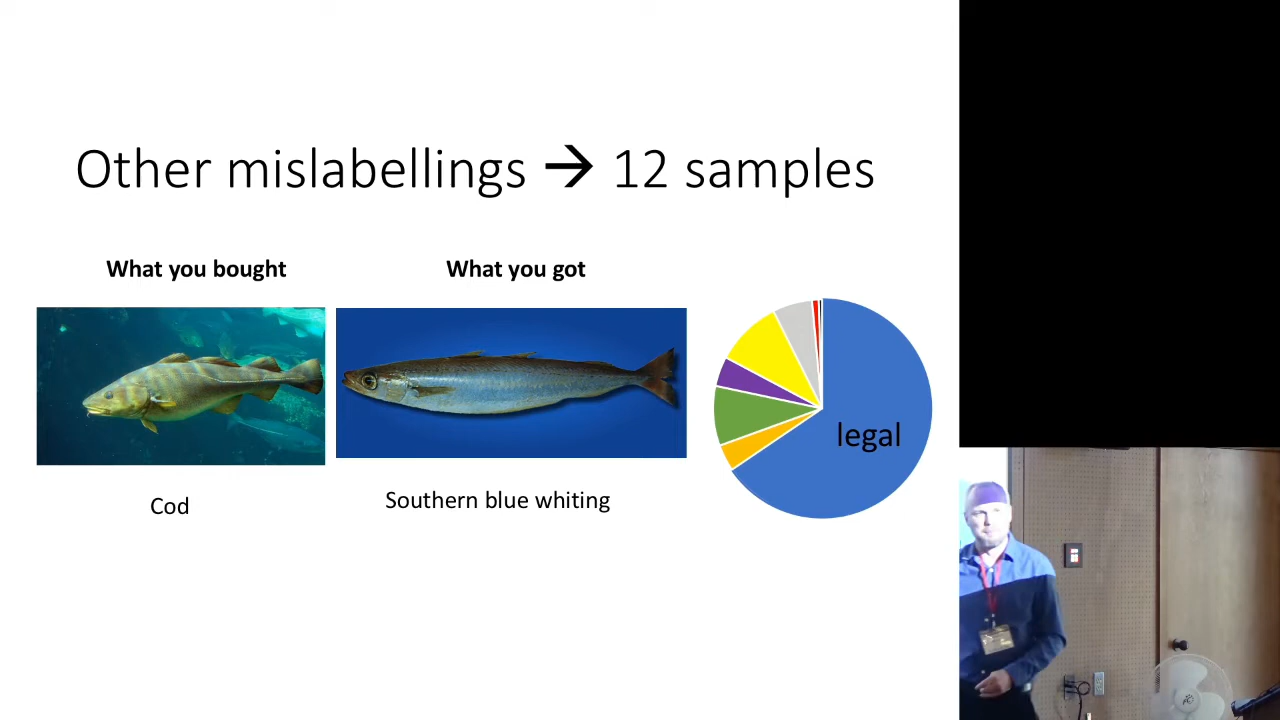 Other mislabellings → 12 samples
What you bought
What you got
legal
Cod
Southern blue whiting